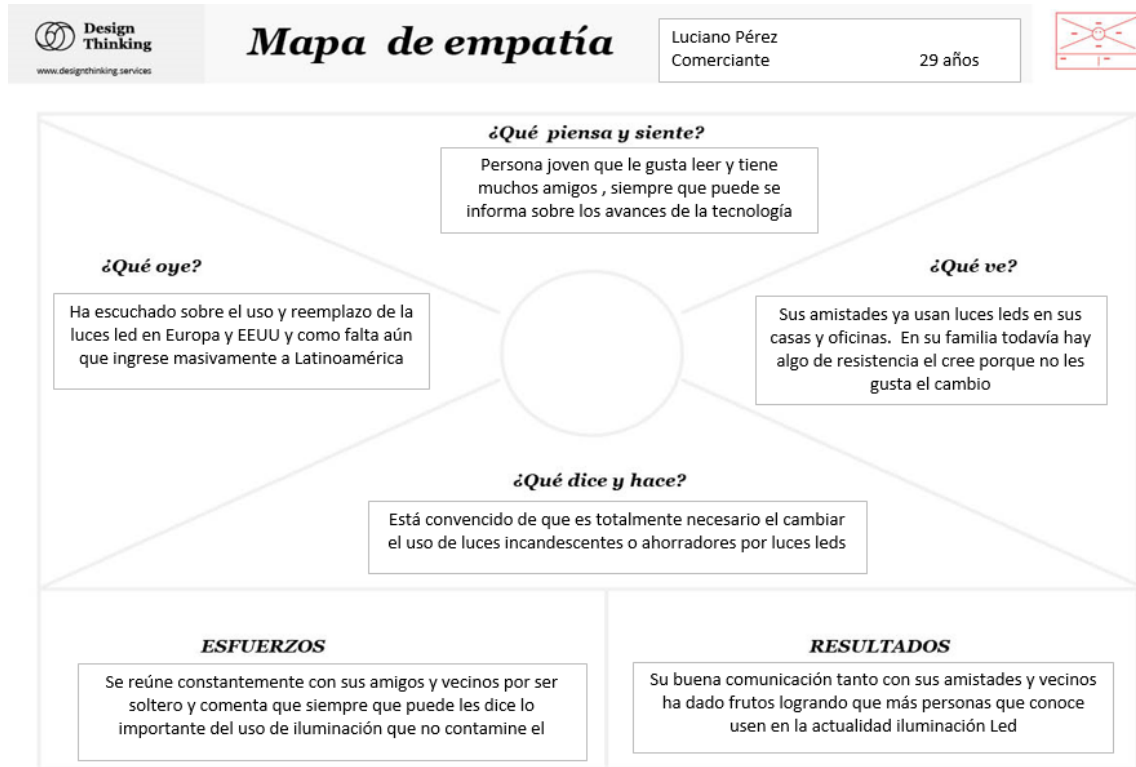 Design
Thinking
www.designthinking.services
Mapa de empatía
Luciano Pérez
Comerciante 29 años
¿Qué piensa y siente?
Persona joven que le gusta leer y tiene
muchos amigos , siempre que puede se
informa sobre los avances de la tecnología
¿Qué oye?
Ha escuchado sobre el uso y reemplazo de la
luces led en Europa y EEUU y como falta aún
que ingrese masivamente a Latinoamérica
¿Qué ve?
Sus amistades ya usan luces leds en sus
casas y oficinas. En su familia todavía hay
algo de resistencia el cree porque no les
gusta el cambio
¿Qué dice y hace?
Está convencido de que es totalmente necesario el cambiar
el uso de luces incandescentes o ahorradores por luces leds
ESFUERZOS
Se reúne constantemente con sus amigos y vecinos por ser
soltero y comenta que siempre que puede les dice lo
importante del uso de iluminación que no contamine el
RESULTADOS
Su buena comunicación tanto con sus amistades y vecinos
ha dado frutos logrando que más personas que conoce
usen en la actualidad iluminación Led